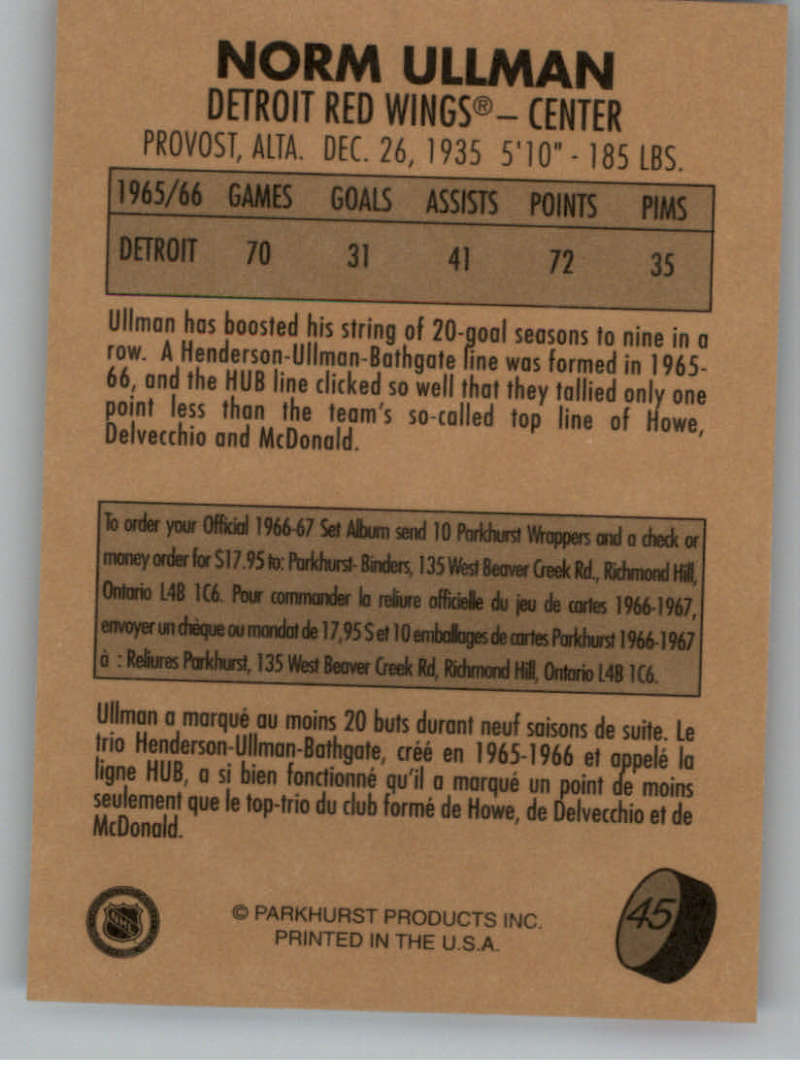 NORM ULLMAN
DETROIT RED WINGS® – CENTER
PROVOST, ALTA. DEC. 26, 1935 5'10" - 185 LBS.
1965/66 GAMES GOALS ASSISTS POINTS PIMS
DETROIT 70 31 41 72 35
Ullman has boosted his string of 20-goal seasons to nine in a
row. A Henderson-Ullman-Bathgate line was formed in 1965-
66, and the HUB line clicked so well that they tallied only one
point less than the team's so-called top line of Howe,
Delvecchio and McDonald.
To order your Official 1966-67 Set Album send 10 Parkhurst Wrappers and a check or
money order for $17.95 to: Parkhurst- Binders, 135 West Beaver Creek Rd., Richmond Hill,
Ontario L4B 1C6. Pour commander la reliure officielle du jeu de cartes 1966-1967,
envoyer un chèque ou mandat de 17,95 $ et 10 emballages de cartes Parkhurst 1966-1967
à : Reliures Parkhurst, 135 West Beaver Creek Rd, Richmond Hill, Ontario L4B 1C6.
Ullman a marqué au moins 20 buts durant neuf saisons de suite. Le
trio Henderson-Ullman-Bathgate, créé en 1965-1966 et appelé la
ligne HUB, a si bien fonctionné qu'il a marqué un point de moins
seulement que le top-trio du club formé de Howe, de Delvecchio et de
McDonald.
© PARKHURST PRODUCTS INC.
PRINTED IN THE U.S.A.
45